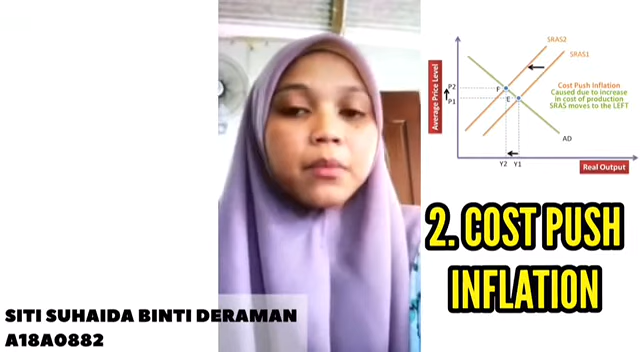 SRAS2
SRAS1
Average Price Level
P2
P1
F
E
Cost Push Inflation
Caused due to increase
in cost of production
SRAS moves to the LEFT
AD
Y2 Y1
Real Output
2. COST PUSH
INFLATION
SITI SUHAIDA BINTI DERAMAN
A18A0882